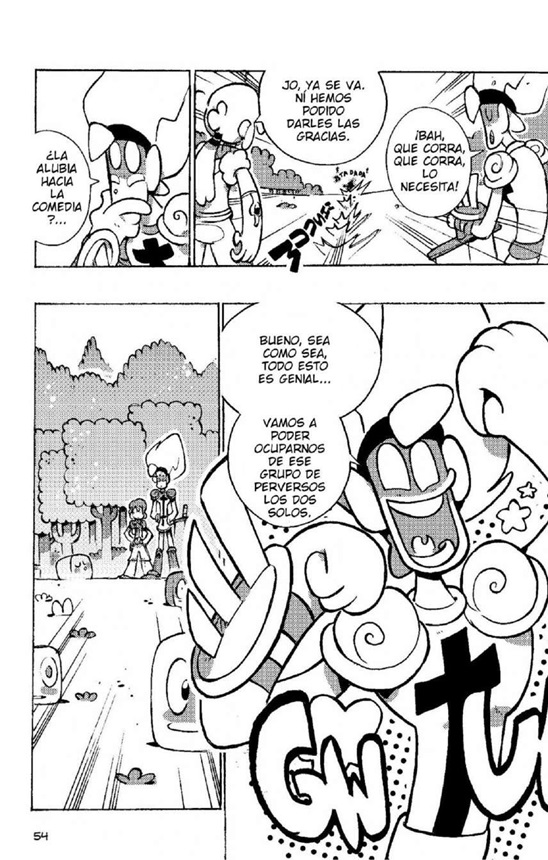 ¿LA
ALUBIA
HACIA
LA
COMEDIA
?...
JO, YA SE VA.
NI HEMOS
PODIDO
DARLES LAS
GRACIAS.
¡BAH,
QUE CORRA,
QUE CORRA,
LO
NECESITA!
BUENO, SEA
COMO SEA,
TODO ESTO
ES GENIAL...
VAMOS A
PODER
OCUPARNOS
DE ESE
GRUPO DE
PERVERSOS
LOS DOS
SOLOS.
54